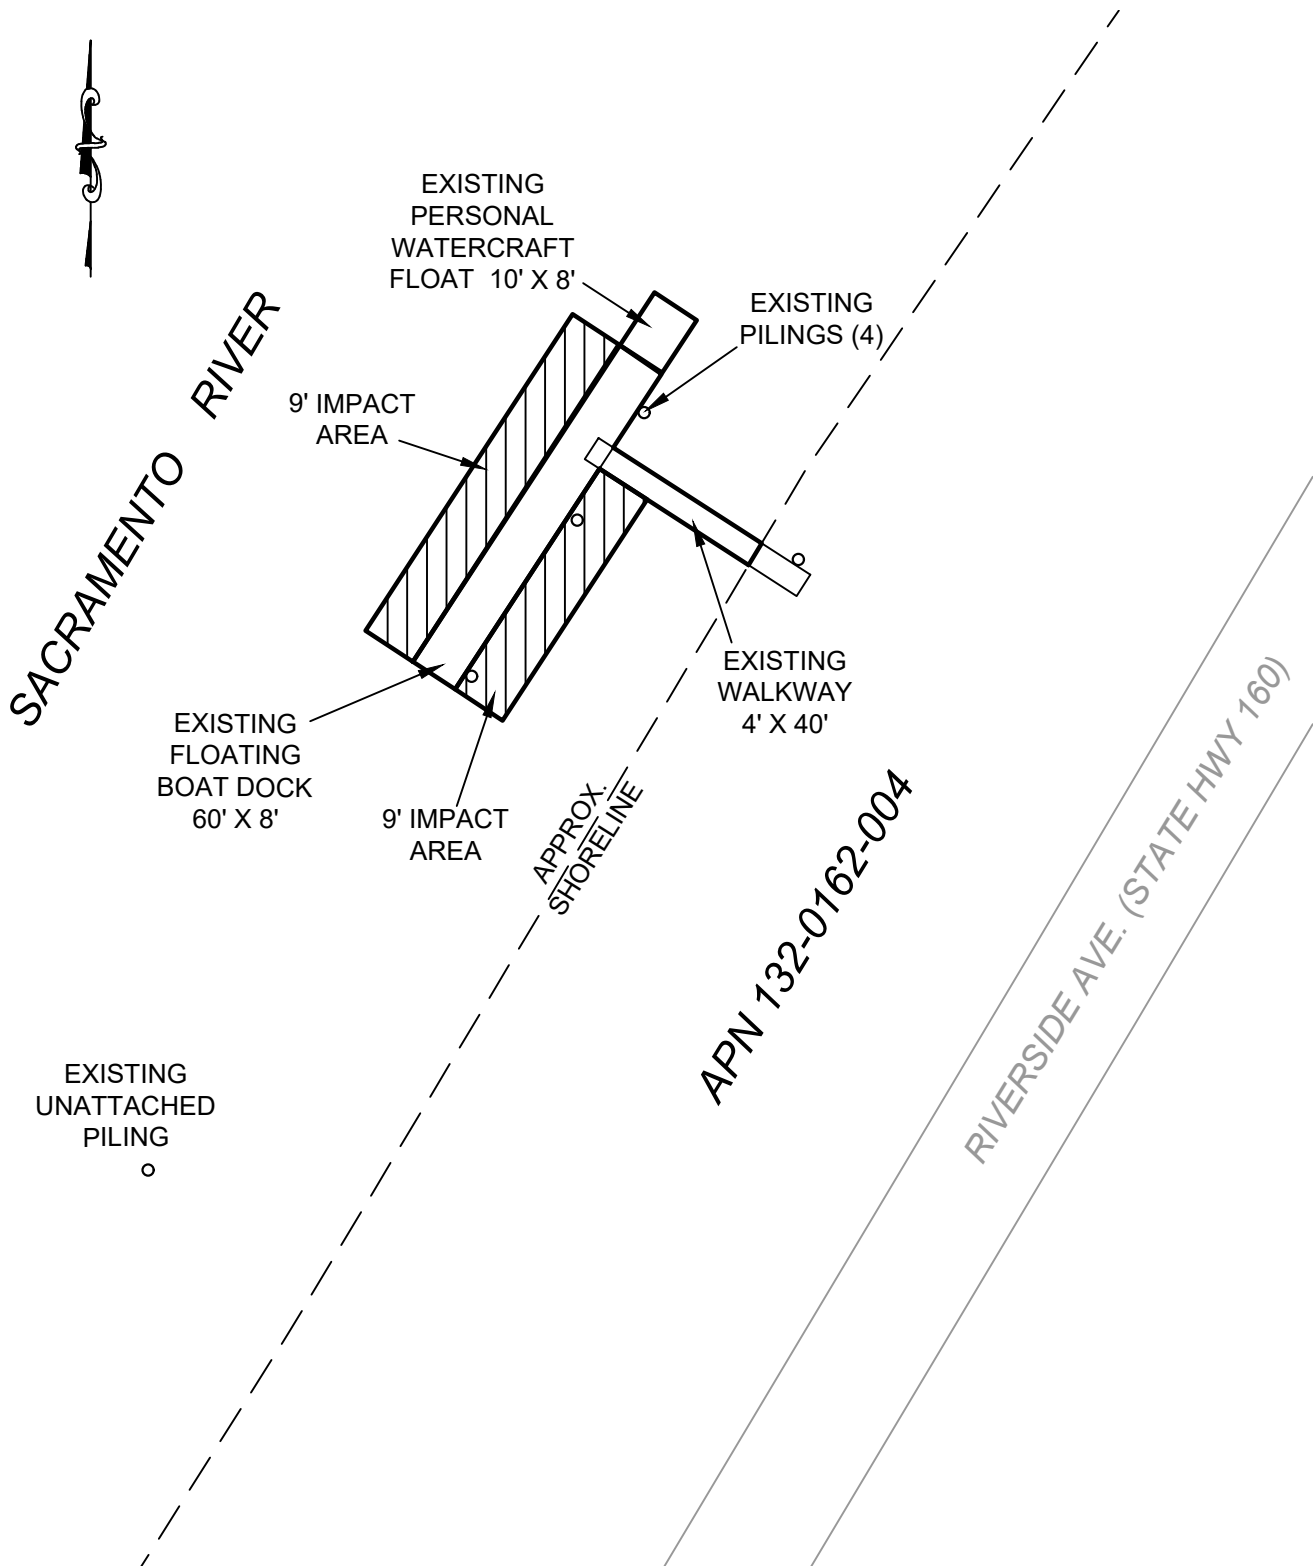 EXISTING
PERSONAL
WATERCRAFT
FLOAT 10' X 8'
EXISTING
PILINGS (4)
SACRAMENTO RIVER
9' IMPACT
AREA
EXISTING
WALKWAY
4' X 40'
EXISTING
FLOATING
BOAT DOCK
60' X 8'
9' IMPACT
AREA
APPROX.
SHORELINE
APN 132-0162-004
RIVERSIDE AVE. (STATE HWY 160)
EXISTING
UNATTACHED
PILING